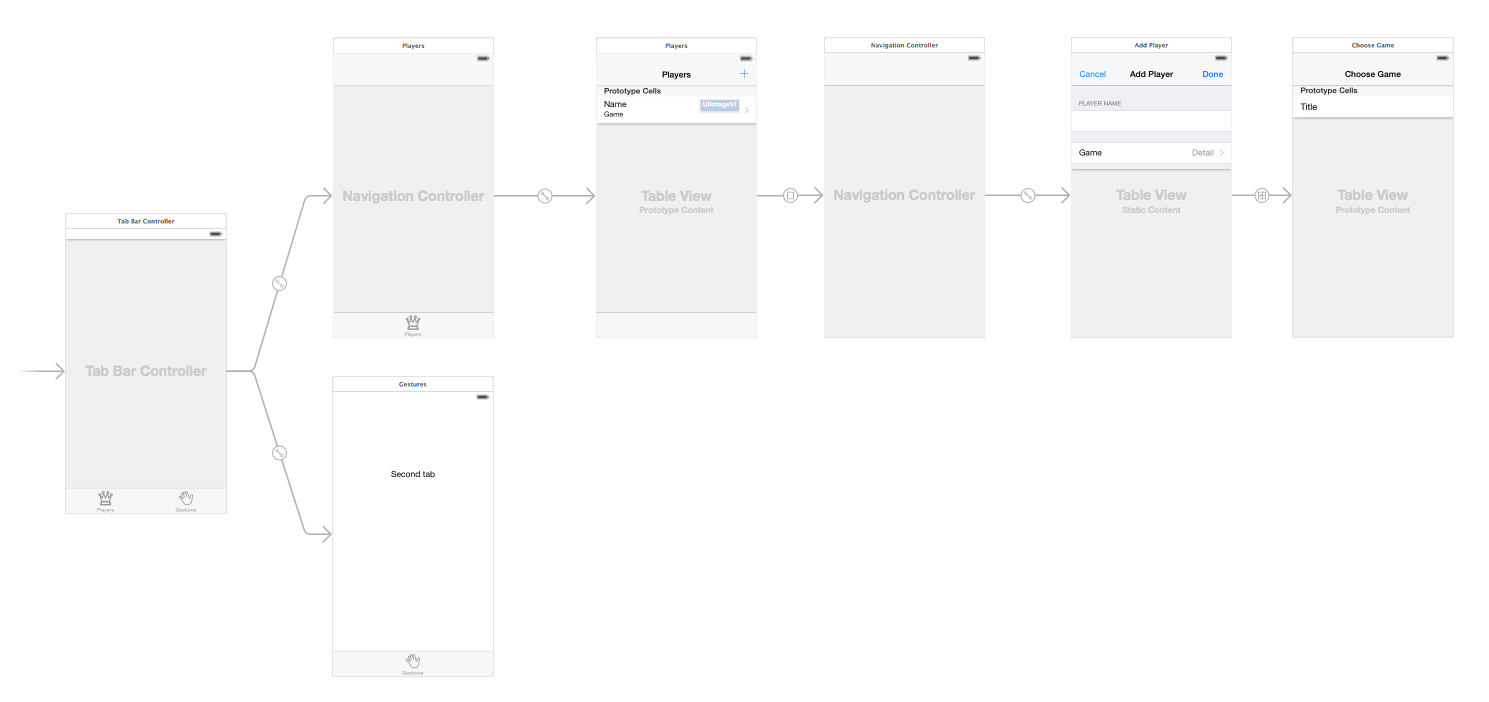 Tab Bar Controller
Tab Bar Controller
Players
Gestures
Players
Navigation Controller
Players
Players
Players
+
Prototype Cells
Name
UIImageVi
Game
Table View
Prototype Content
Navigation Controller
Navigation Controller
Add Player
Cancel Add Player Done
PLAYER NAME
Game Detail
Table View
Static Content
Choose Game
Choose Game
Prototype Cells
Title
Table View
Prototype Content
Gestures
Second tab
Gestures